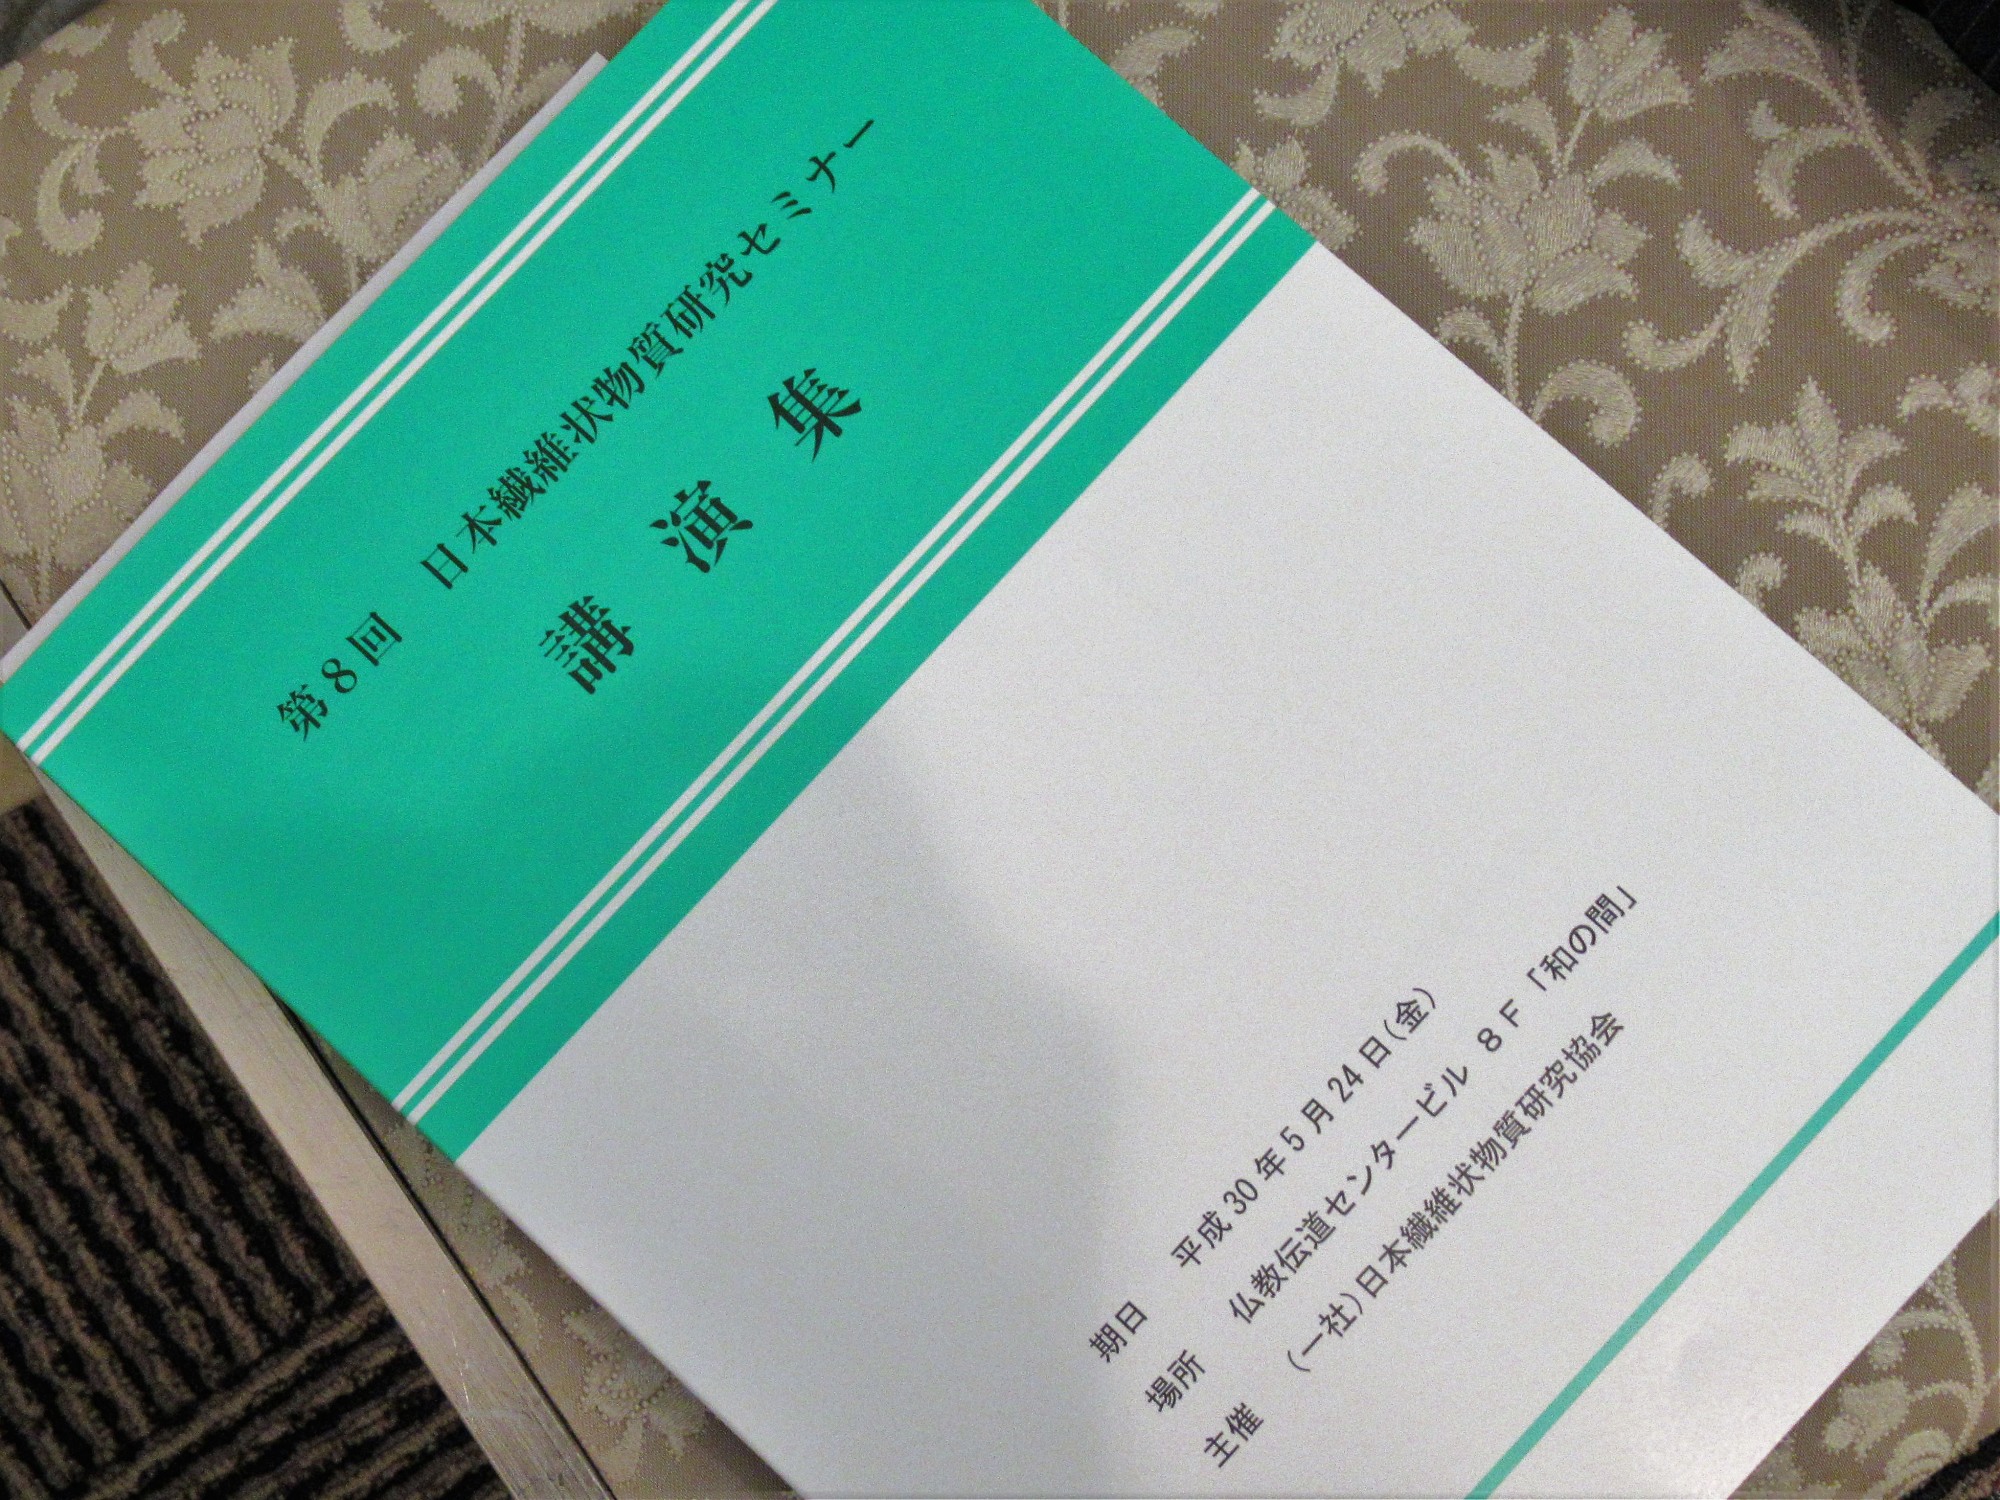 第8回 日本繊維状物質研究セミナー
講演集
期日 平成30年5月24日(金)
場所 仏教伝道センタービル 8F「和の間」
主催 (一社)日本繊維状物質研究協会